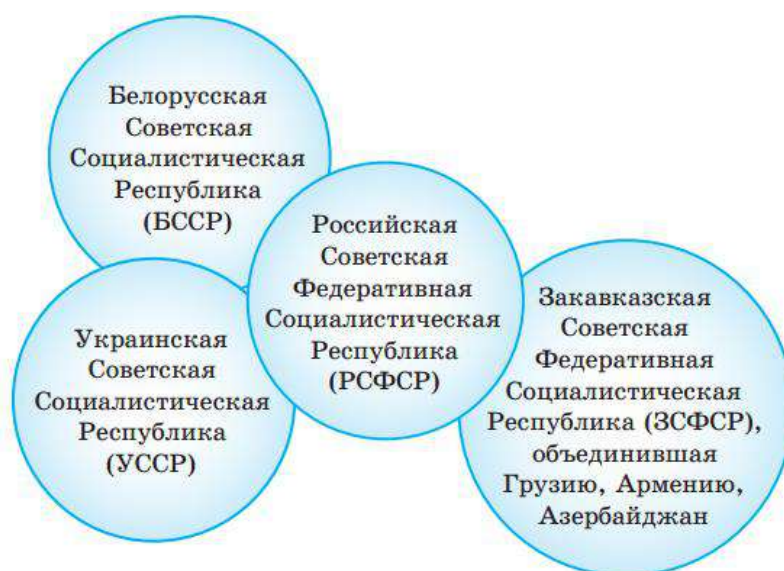 Белорусская
Советская
Социалистическая
Республика
(БССР)
Российская
Советская
Федеративная
Социалистическая
Республика
(РСФСР)
Украинская
Советская
Социалистическая
Республика
(УССР)
Закавказская
Советская
Федеративная
Социалистическая
Республика (ЗСФСР),
объединившая
Грузию, Армению,
Азербайджан